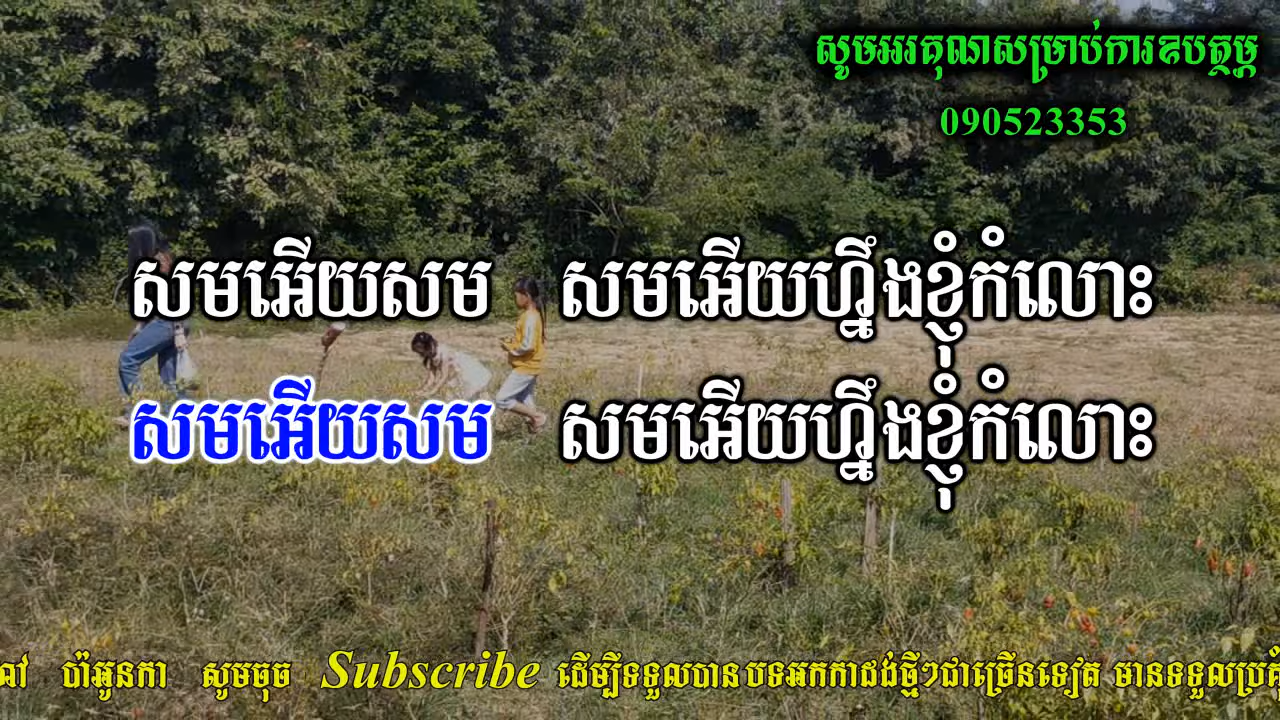 សូមអរគុណសម្រាប់ការឧបត្ថម្ភ
090523353
សមអើយសម សមអើយហ្នឹងខ្ញុំកំលោះ
សមអើយសម សមអើយហ្នឹងខ្ញុំកំលោះ
ប៉ាអូនកា សូមចុច Subscribe ដើម្បីទទួលបានបទអកកាដង់ថ្មីៗជាច្រើនទៀត មានទទួលប្រគុំ